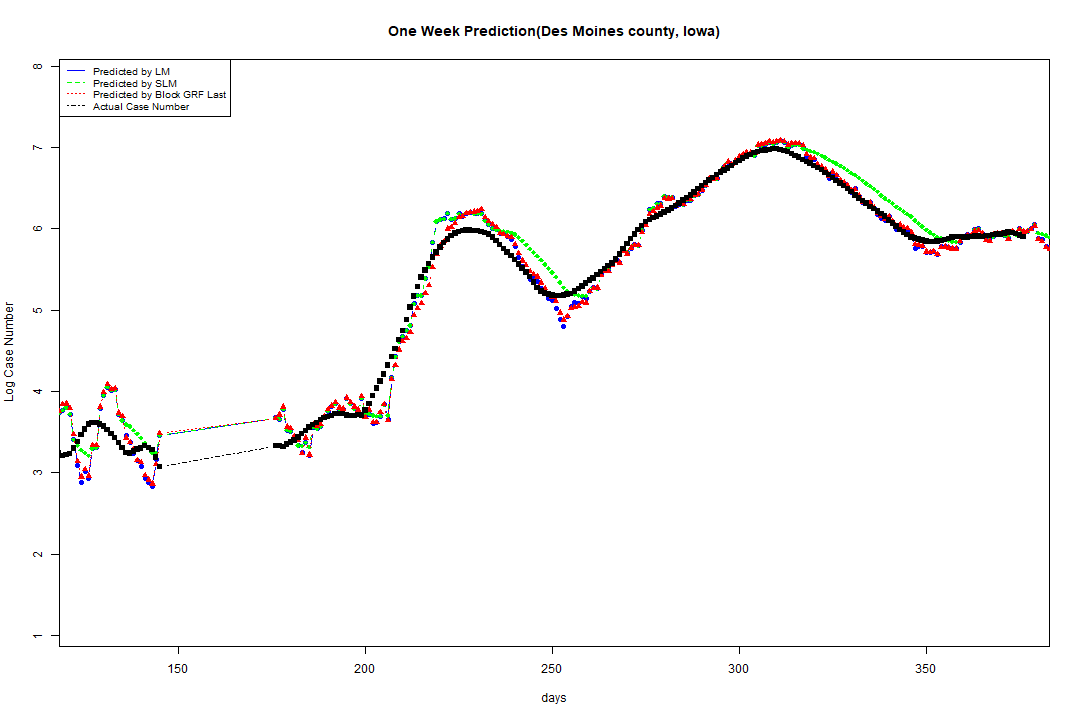 One Week Prediction(Des Moines county, Iowa)
Predicted by LM
Predicted by SLM
Predicted by Block GRF Last
Actual Case Number
8
7
6
5
4
3
2
1
Log Case Number
150 200 250 300 350
days